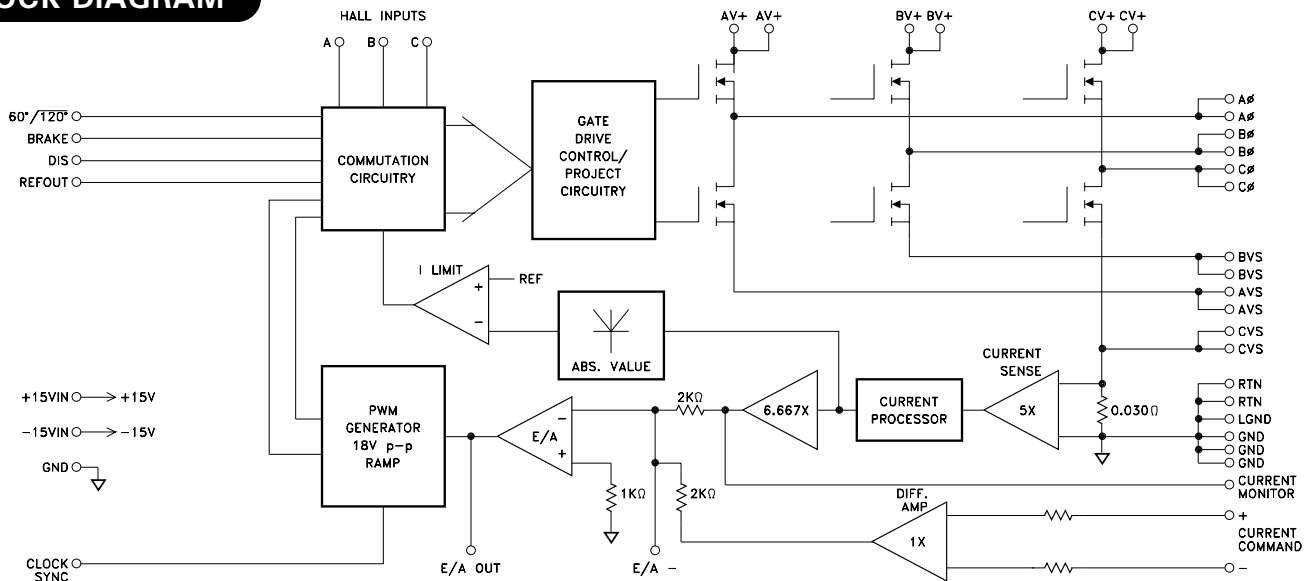 OCK DIAGRAM
HALL INPUTS
A B C
AV+ AV+
BV+ BV+
CV+ CV+
60°/120°
BRAKE
DIS
REFOUT
COMMUTATION
CIRCUITRY
GATE
DRIVE
CONTROL/
PROJECT
CIRCUITRY
AØ
AØ
BØ
BØ
CØ
CØ
BVS
BVS
AVS
AVS
CVS
CVS
I LIMIT
+
−
REF
ABS. VALUE
CURRENT
SENSE
5X
0.030Ω
CURRENT
PROCESSOR
6.667X
2KΩ
RTN
RTN
LGND
GND
GND
GND
CURRENT
MONITOR
+15VIN +15V
−15VIN −15V
GND
PWM
GENERATOR
18V p−p
RAMP
−
E/A
+
1KΩ
2KΩ
DIFF.
AMP
1X
+
CURRENT
COMMAND
−
CLOCK
SYNC
E/A OUT
E/A −